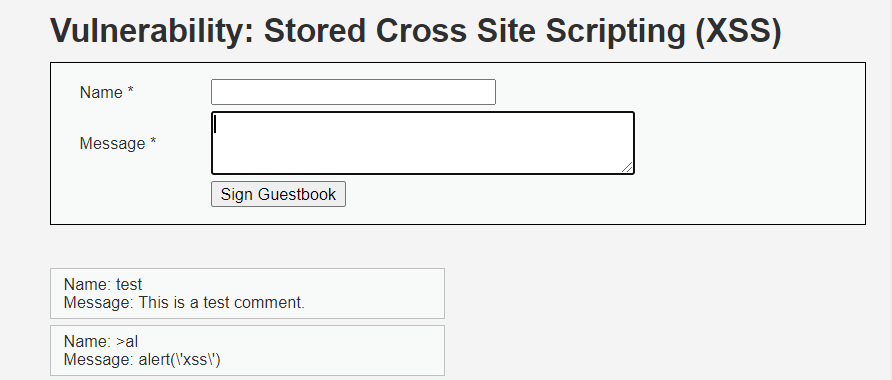 Vulnerability: Stored Cross Site Scripting (XSS)
Name *
Message *
Sign Guestbook
Name: test
Message: This is a test comment.
Name: >al
Message: alert(\'xss\')